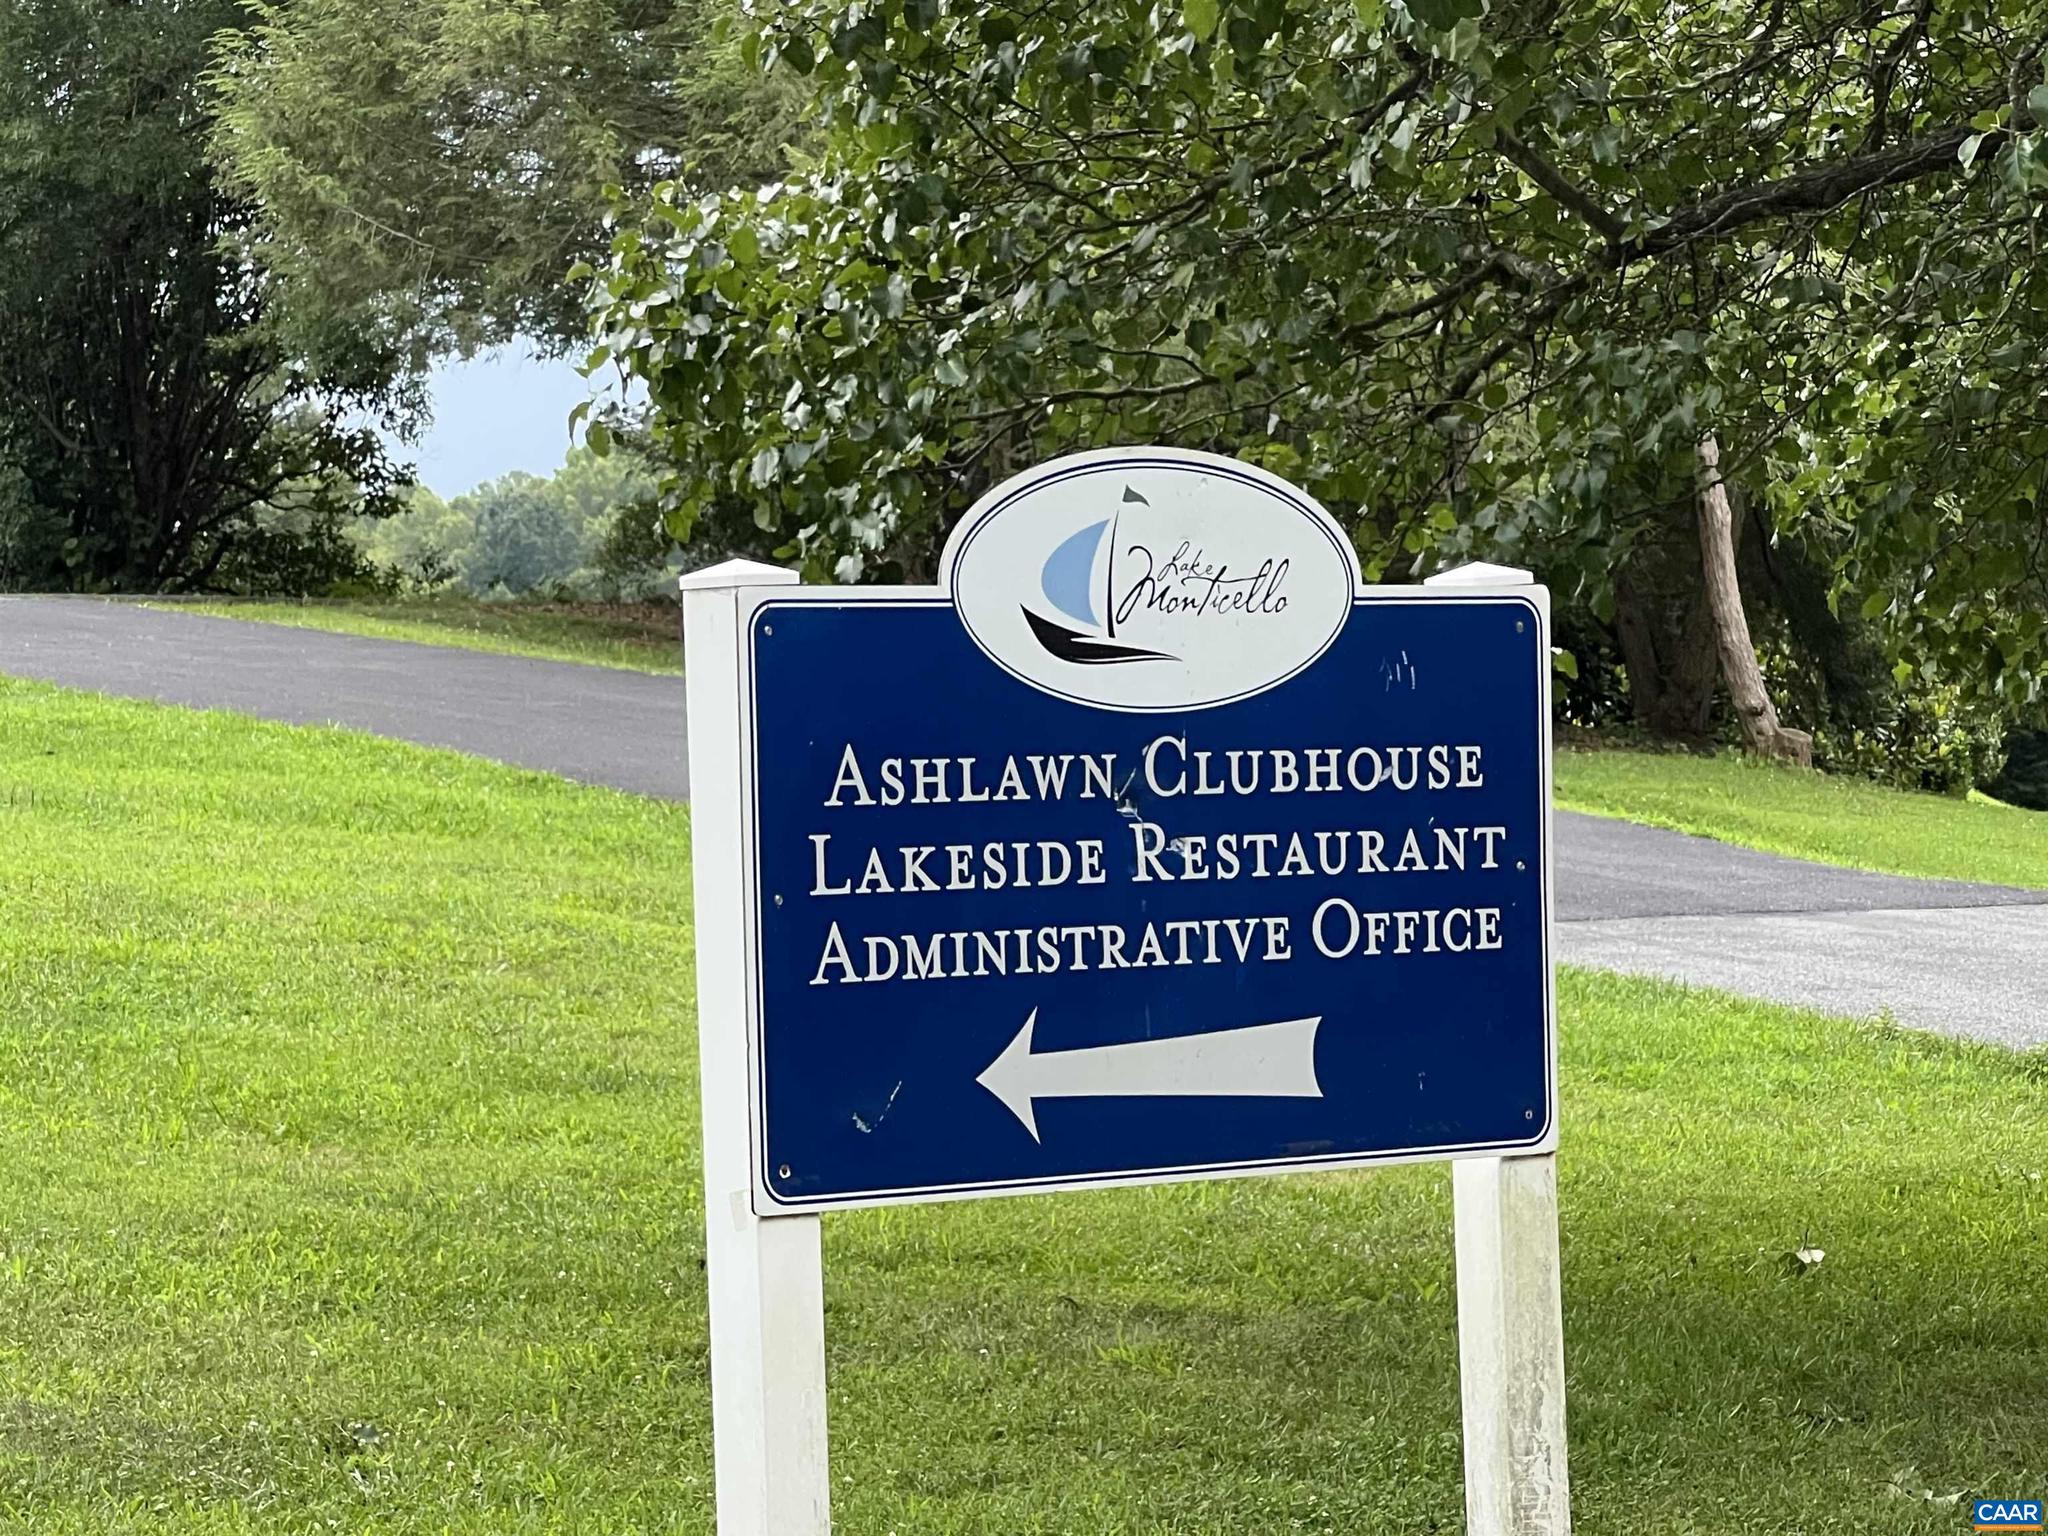 Lake
Monticello
ASHLAWN CLUBHOUSE
LAKESIDE RESTAURANT
ADMINISTRATIVE OFFICE
CAAR